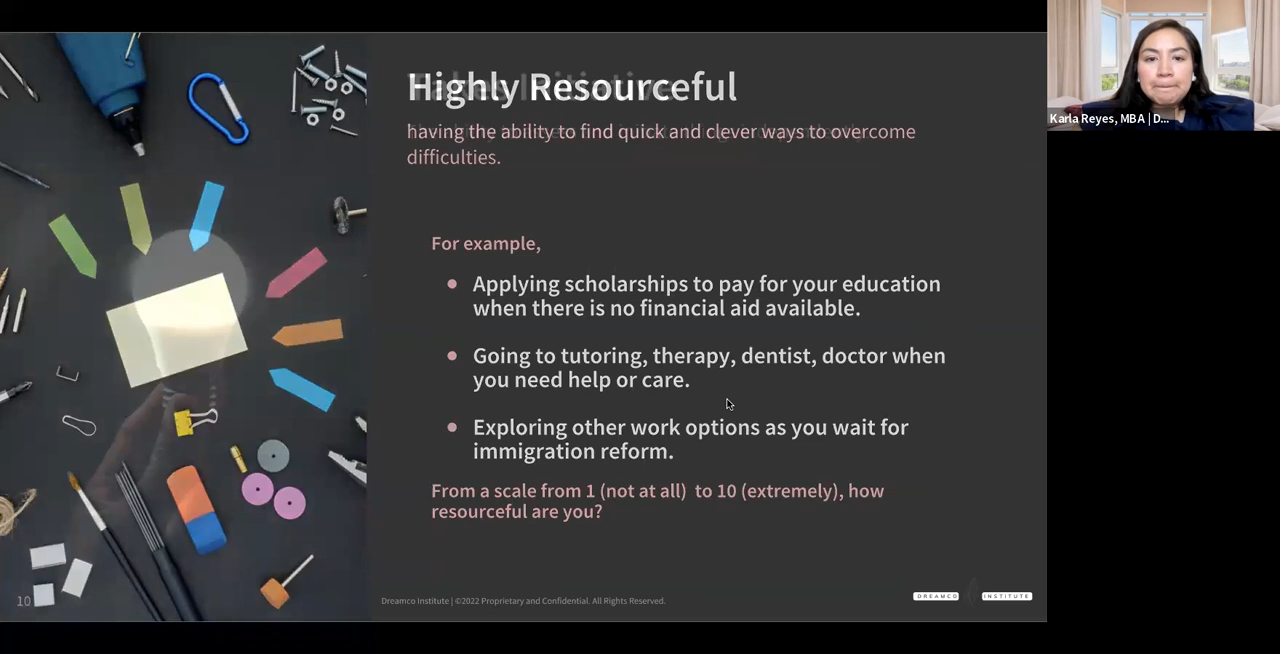 Highly Resourceful
having the ability to find quick and clever ways to overcome
difficulties.
For example,
Applying scholarships to pay for your education
when there is no financial aid available.
Going to tutoring, therapy, dentist, doctor when
you need help or care.
Exploring other work options as you wait for
immigration reform.
From a scale from 1 (not at all) to 10 (extremely), how
resourceful are you?
10
Dreamco Institute | ©2022 Proprietary and Confidential. All Rights Reserved.
DREAMCO INSTITUTE
Karla Reyes, MBA | D...